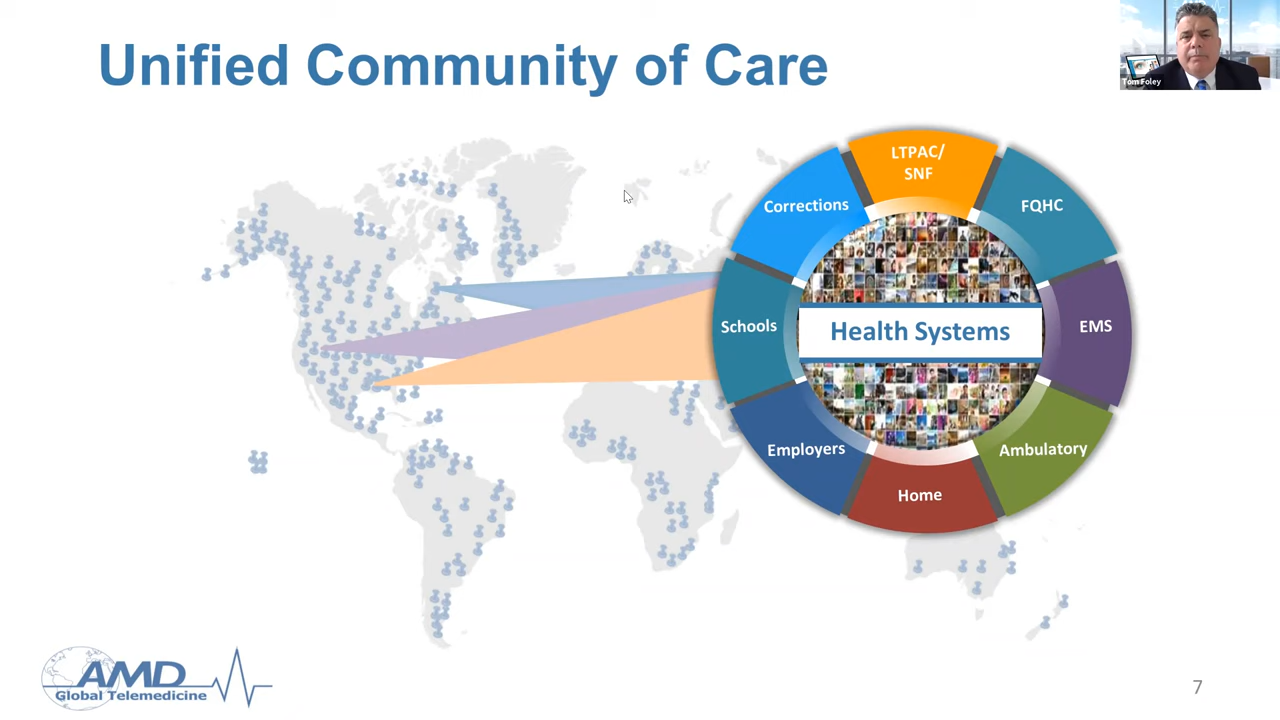 Unified Community of Care
Tom Foley
LTPAC/
SNF
Corrections
FQHC
Schools
Health Systems
EMS
Employers
Ambulatory
Home
AMD
Global Telemedicine
7